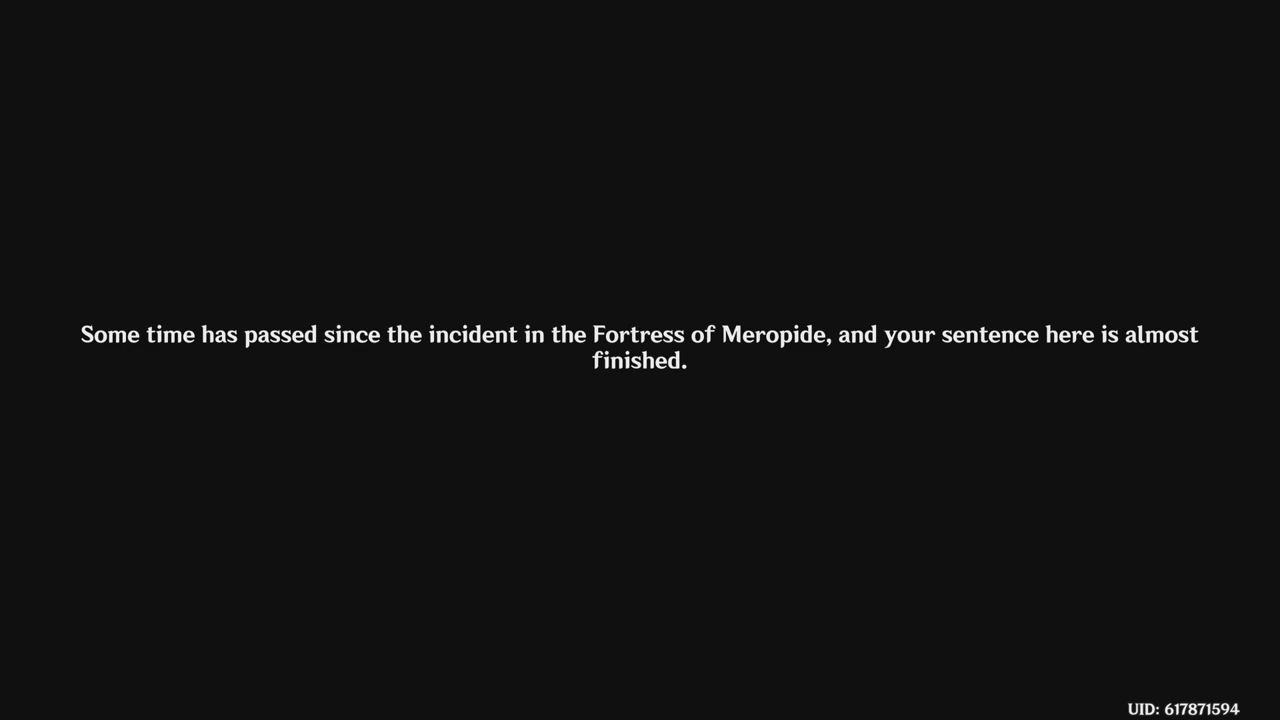 Some time has passed since the incident in the Fortress of Meropide, and your sentence here is almost
finished.
UID: 617871594